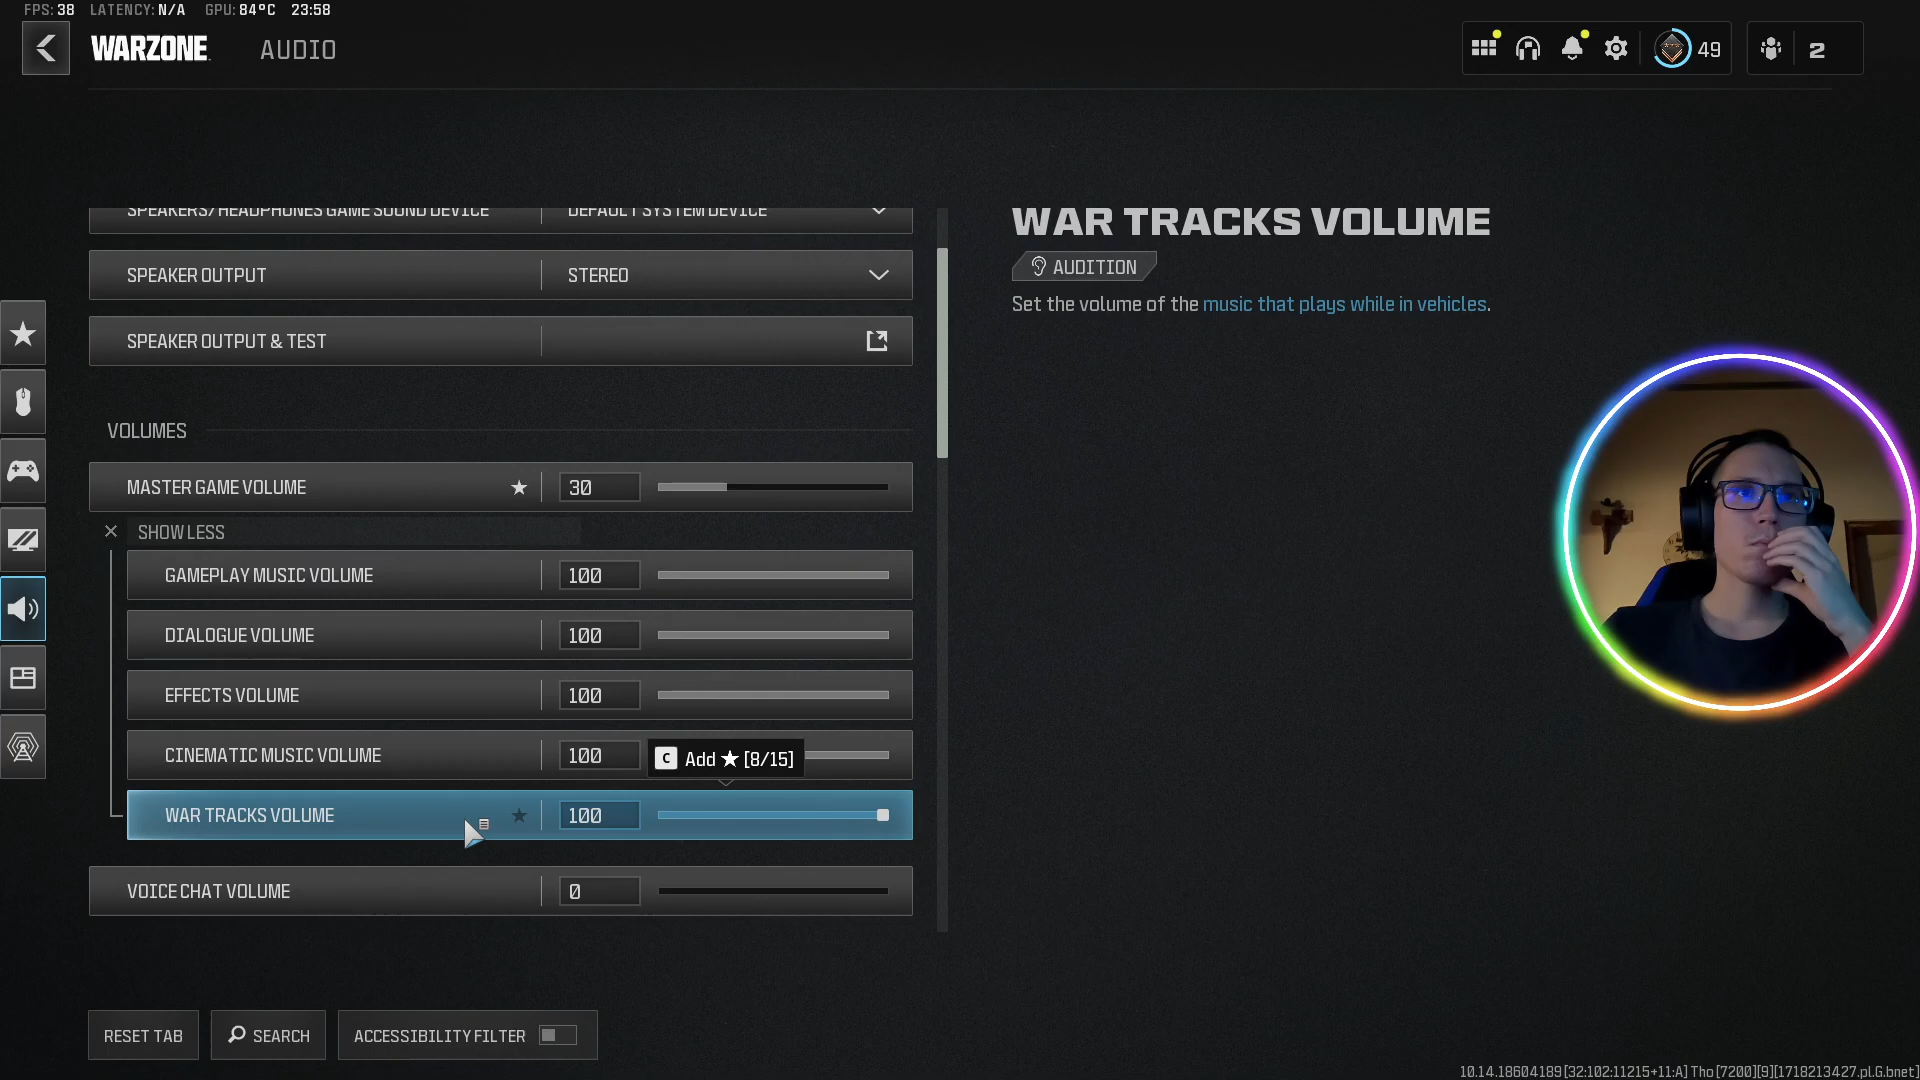 FPS: 38 LATENCY: N/A GPU: 84°C 23:58
WARZONE AUDIO
49
2
SPEAKERS/HEADPHONES GAME SOUND DEVICE DEFAULT SYSTEM DEVICE
SPEAKER OUTPUT STEREO
SPEAKER OUTPUT & TEST
VOLUMES
MASTER GAME VOLUME 30
SHOW LESS
GAMEPLAY MUSIC VOLUME 100
DIALOGUE VOLUME 100
EFFECTS VOLUME 100
CINEMATIC MUSIC VOLUME 100
C Add ★ [8/15]
WAR TRACKS VOLUME 100
VOICE CHAT VOLUME 0
WAR TRACKS VOLUME
AUDITION
Set the volume of the music that plays while in vehicles.
RESET TAB SEARCH ACCESSIBILITY FILTER
10.14.18604189 [32:102:11215+11:A] Tho [7200][9][1718213427.pl.G.bnet]